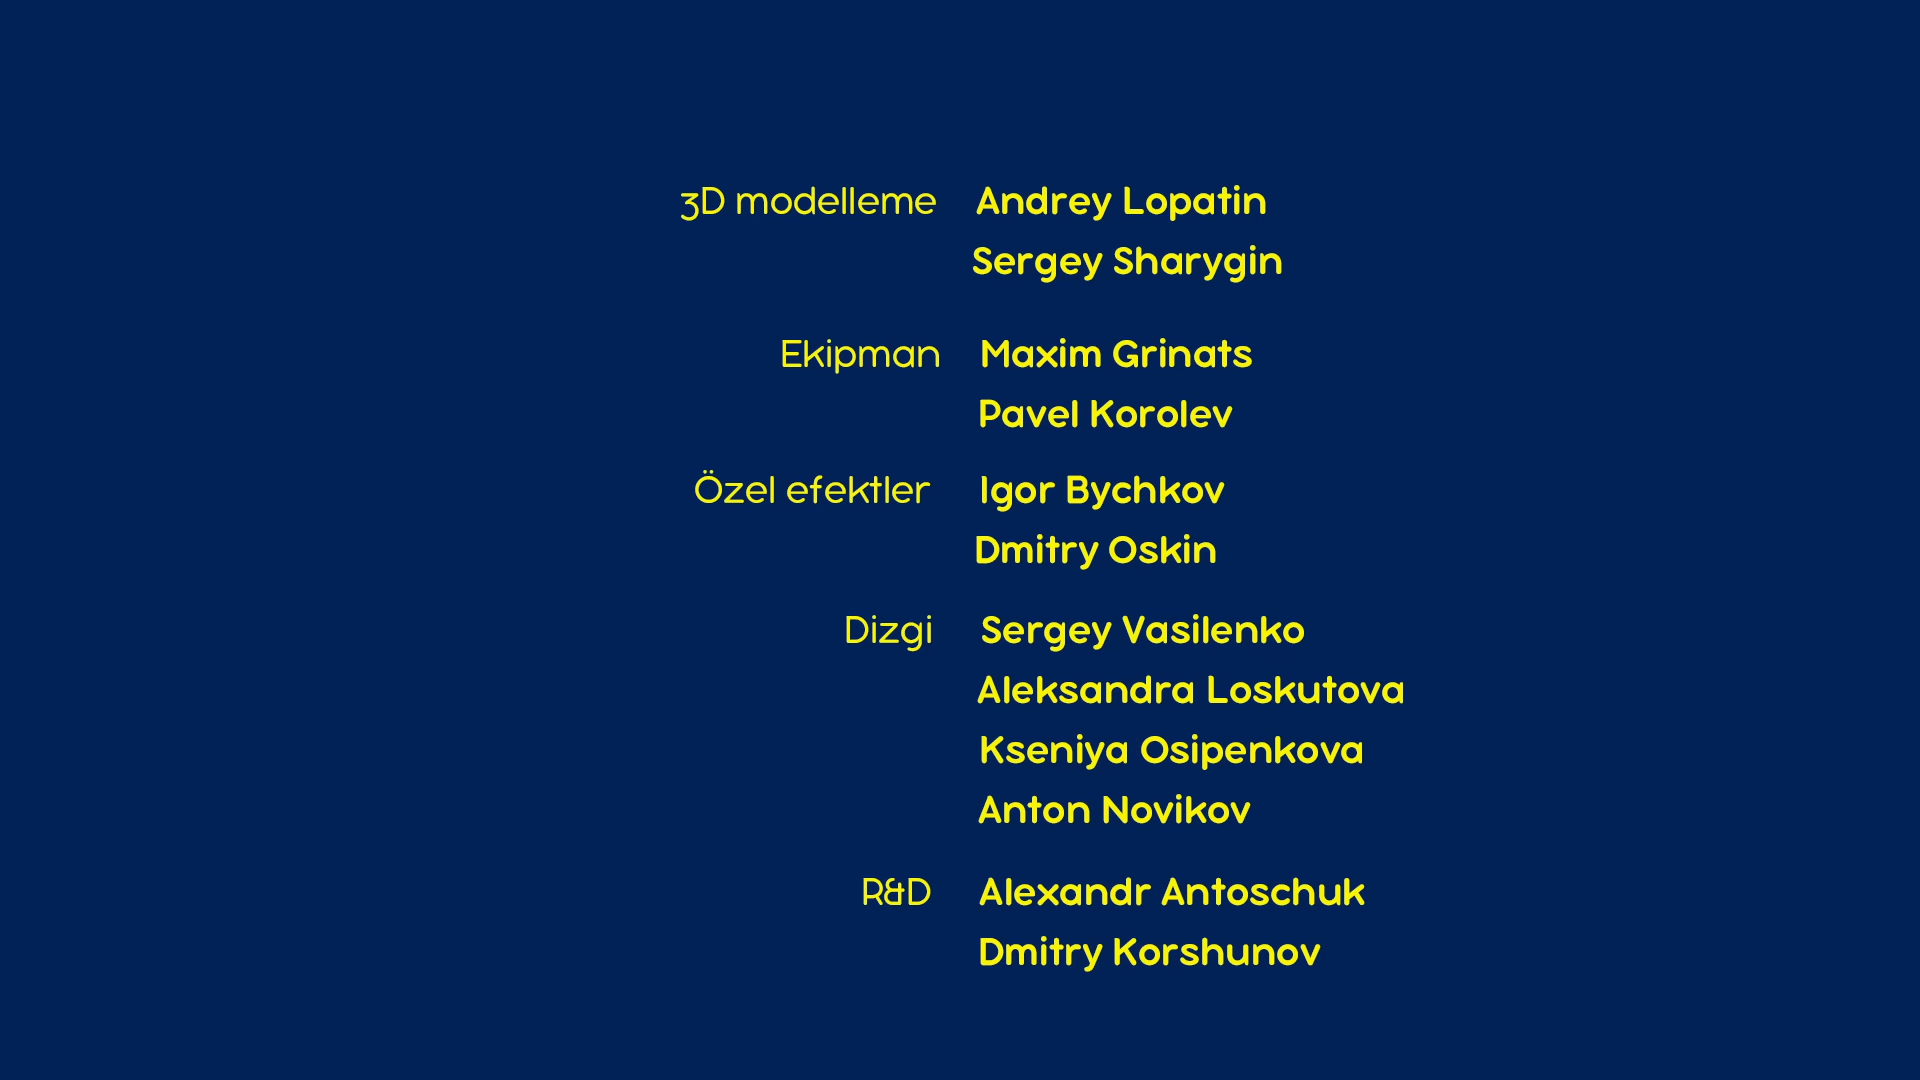 3D modelleme Andrey Lopatin
Sergey Sharygin
Ekipman Maxim Grinats
Pavel Korolev
Özel efektler Igor Bychkov
Dmitry Oskin
Dizgi Sergey Vasilenko
Aleksandra Loskutova
Kseniya Osipenkova
Anton Novikov
R&D Alexandr Antoschuk
Dmitry Korshunov